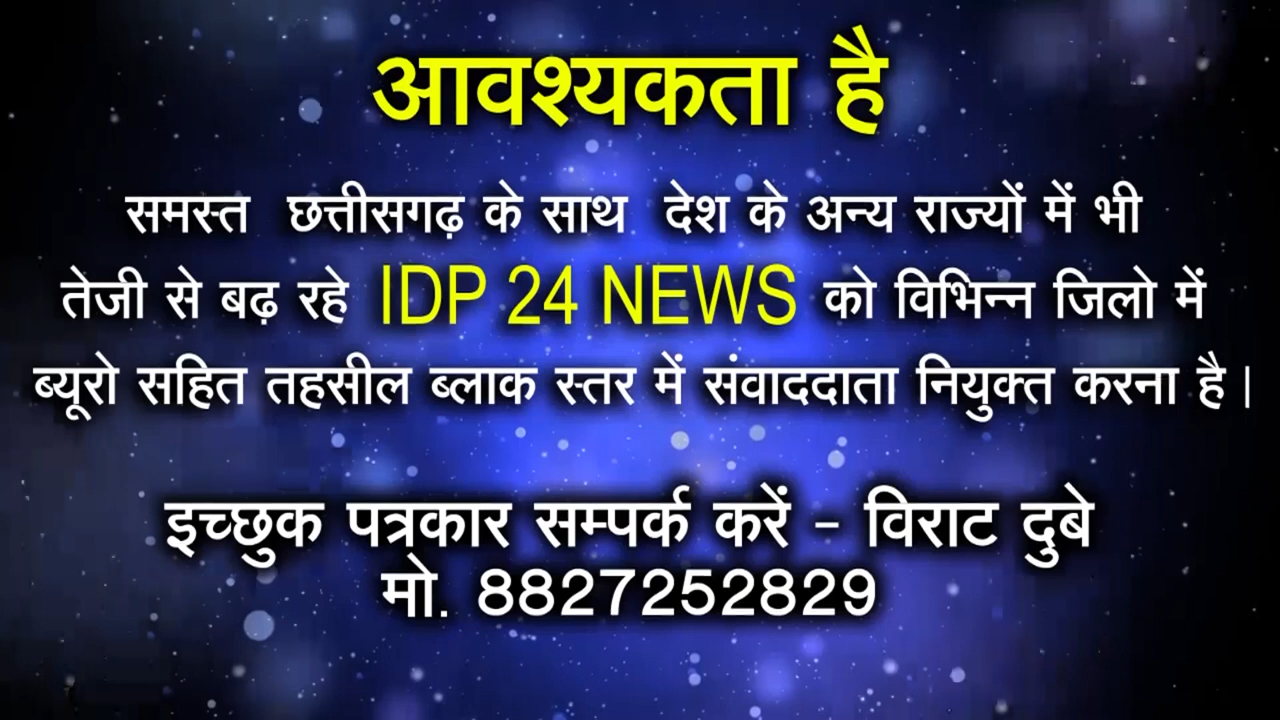 आवश्यकता है
समस्त छत्तीसगढ़ के साथ देश के अन्य राज्यों में भी
तेजी से बढ़ रहे IDP 24 NEWS को विभिन्न जिलो में
ब्यूरो सहित तहसील ब्लाक स्तर में संवाददाता नियुक्त करना है |
इच्छुक पत्रकार सम्पर्क करें - विराट दुबे
मो. 8827252829